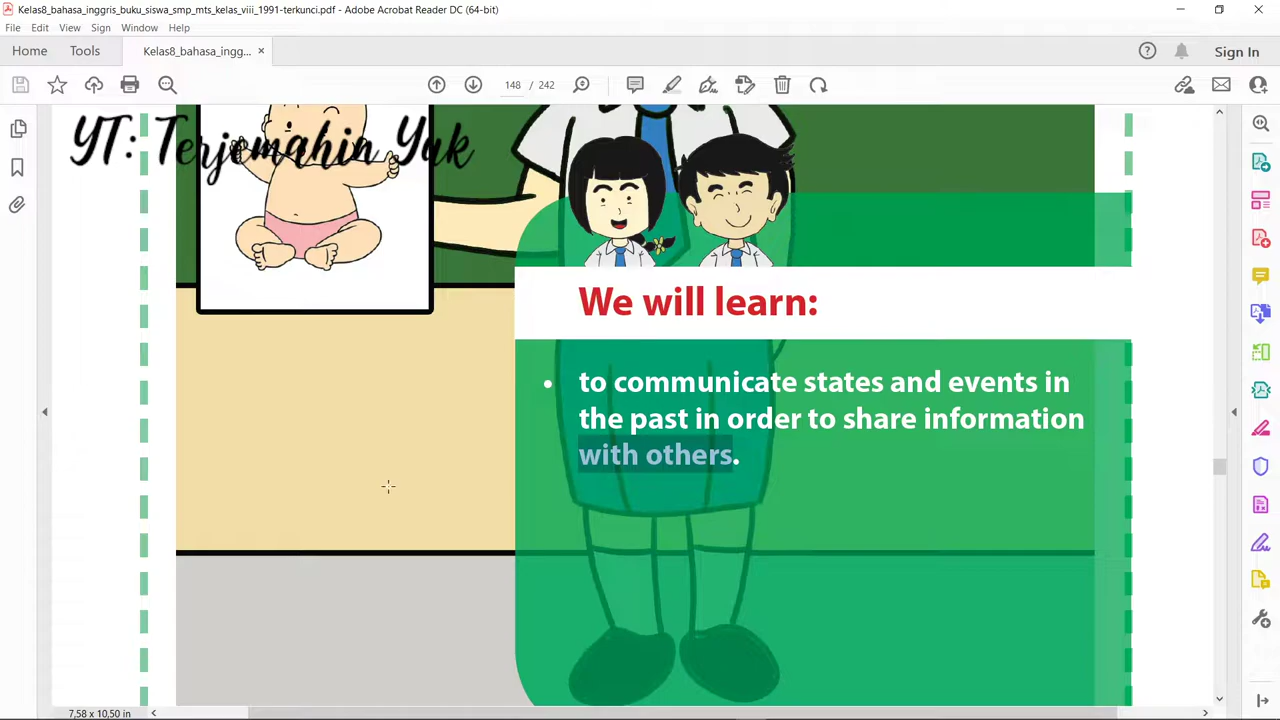 Kelas8_bahasa_inggris_buku_siswa_smp_mts_kelas_viii_1991-terkunci.pdf - Adobe Acrobat Reader DC (64-bit)
File Edit View Sign Window Help
Home Tools Kelas8_bahasa_ingg... × Sign In
148 / 242
YT: Terjemahin Yuk
We will learn:
• to communicate states and events in
the past in order to share information
with others.
7,58 x 10,50 in